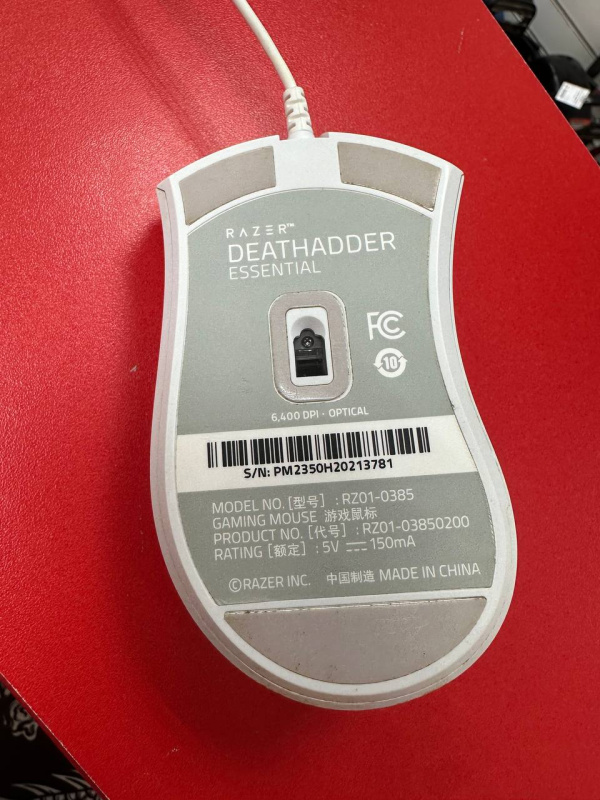 RAZER™
DEATHADDER
ESSENTIAL
FC
10
6,400 DPI - OPTICAL
S/N: PM2350H20213781
MODEL NO. [型号] : RZ01-0385
GAMING MOUSE 游戏鼠标
PRODUCT NO. [代号] : RZ01-03850200
RATING [额定] : 5V ⎓ 150mA
©RAZER INC. 中国制造 MADE IN CHINA